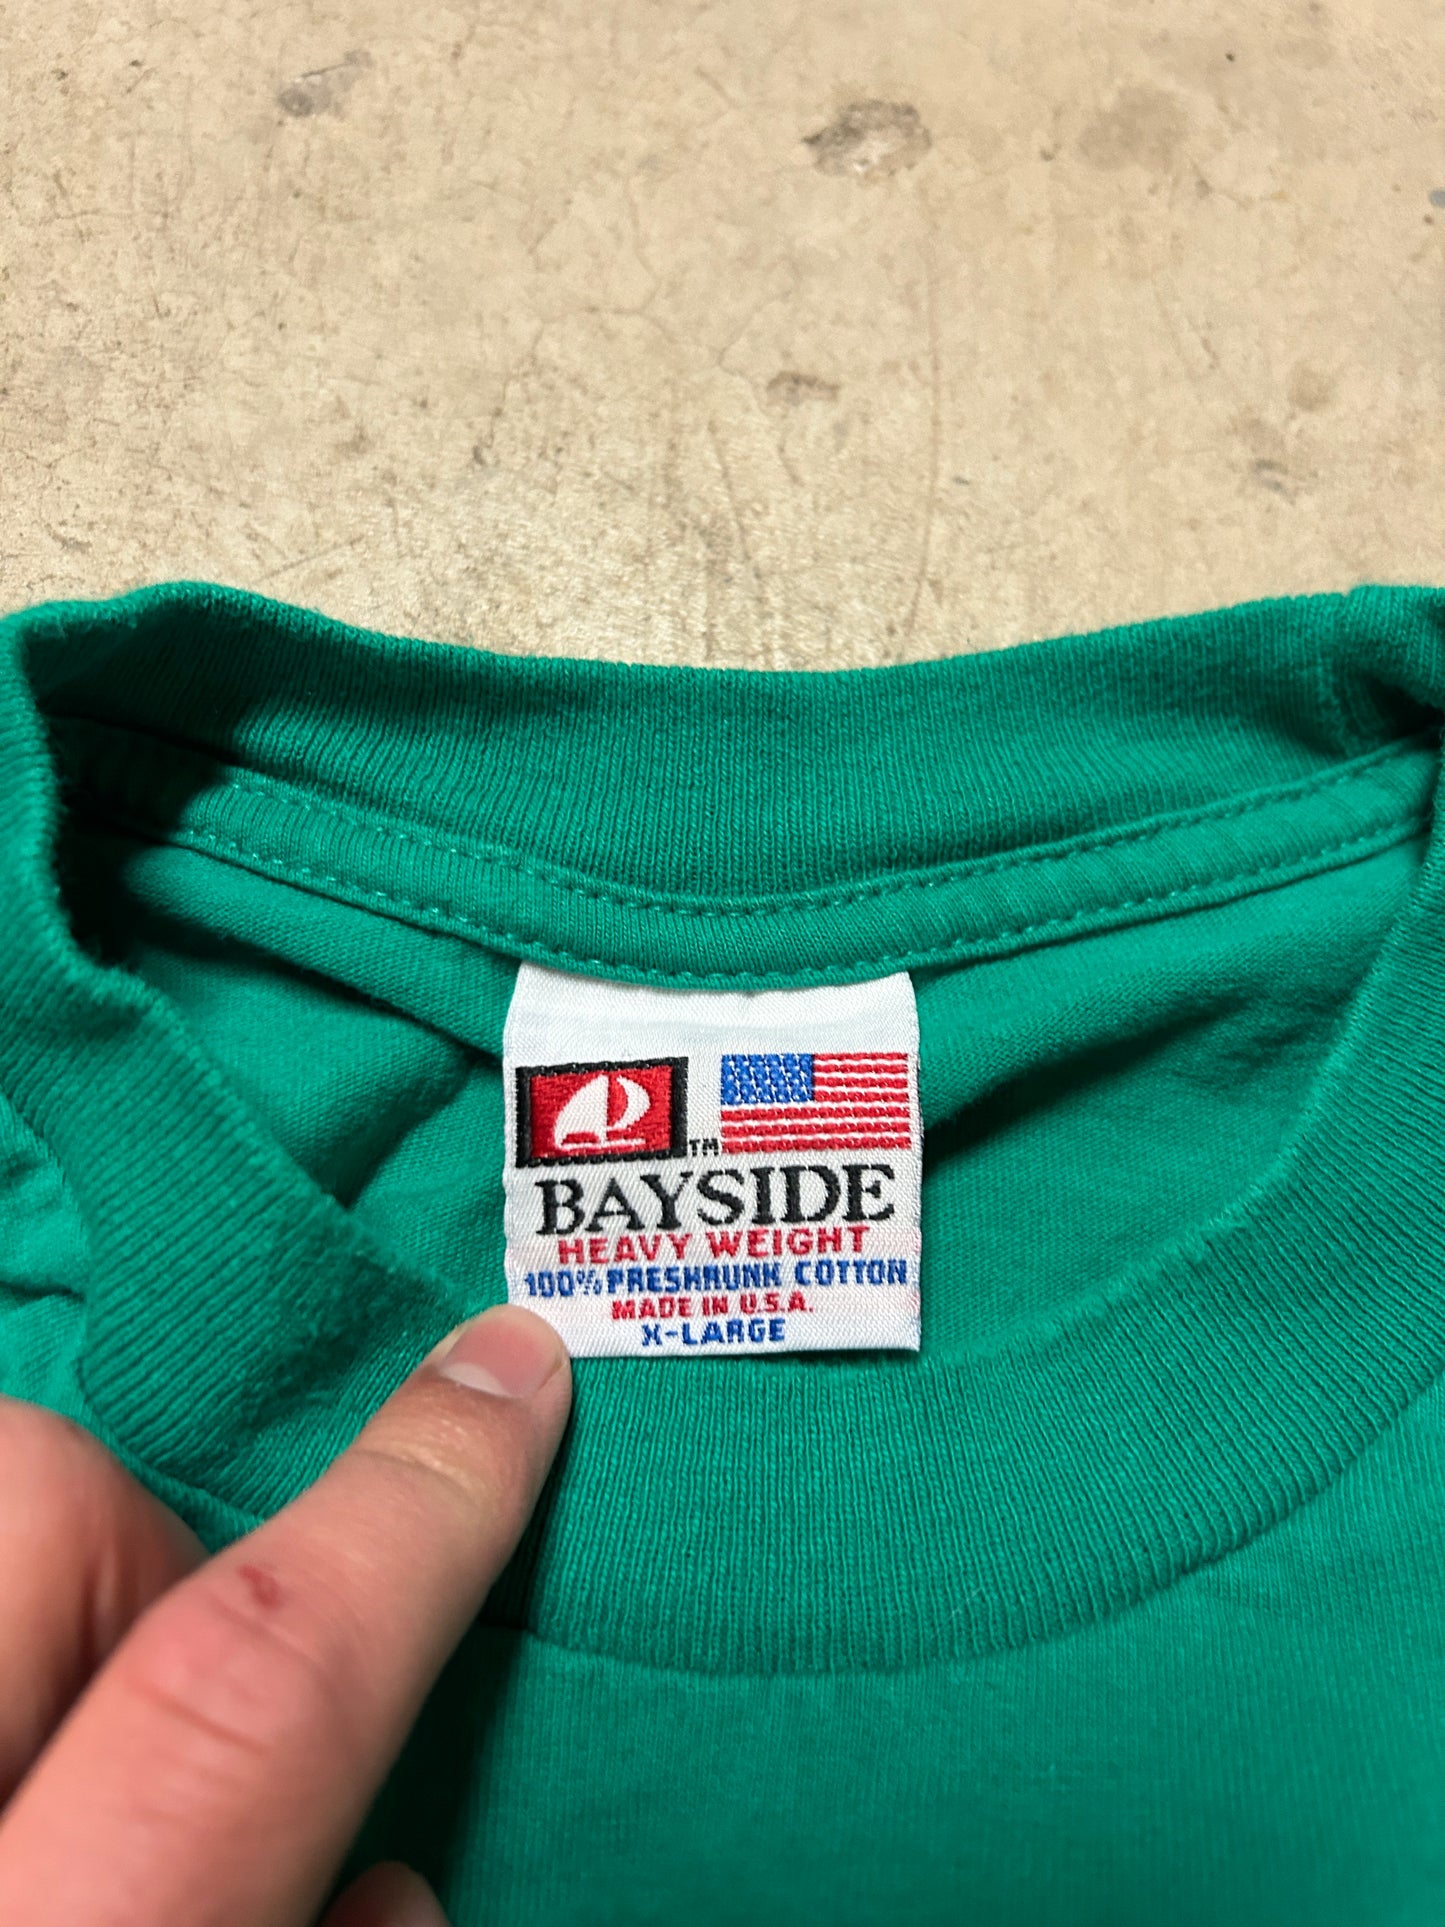 TM
BAYSIDE
HEAVY WEIGHT
100% PRESHRUNK COTTON
MADE IN U.S.A.
X-LARGE